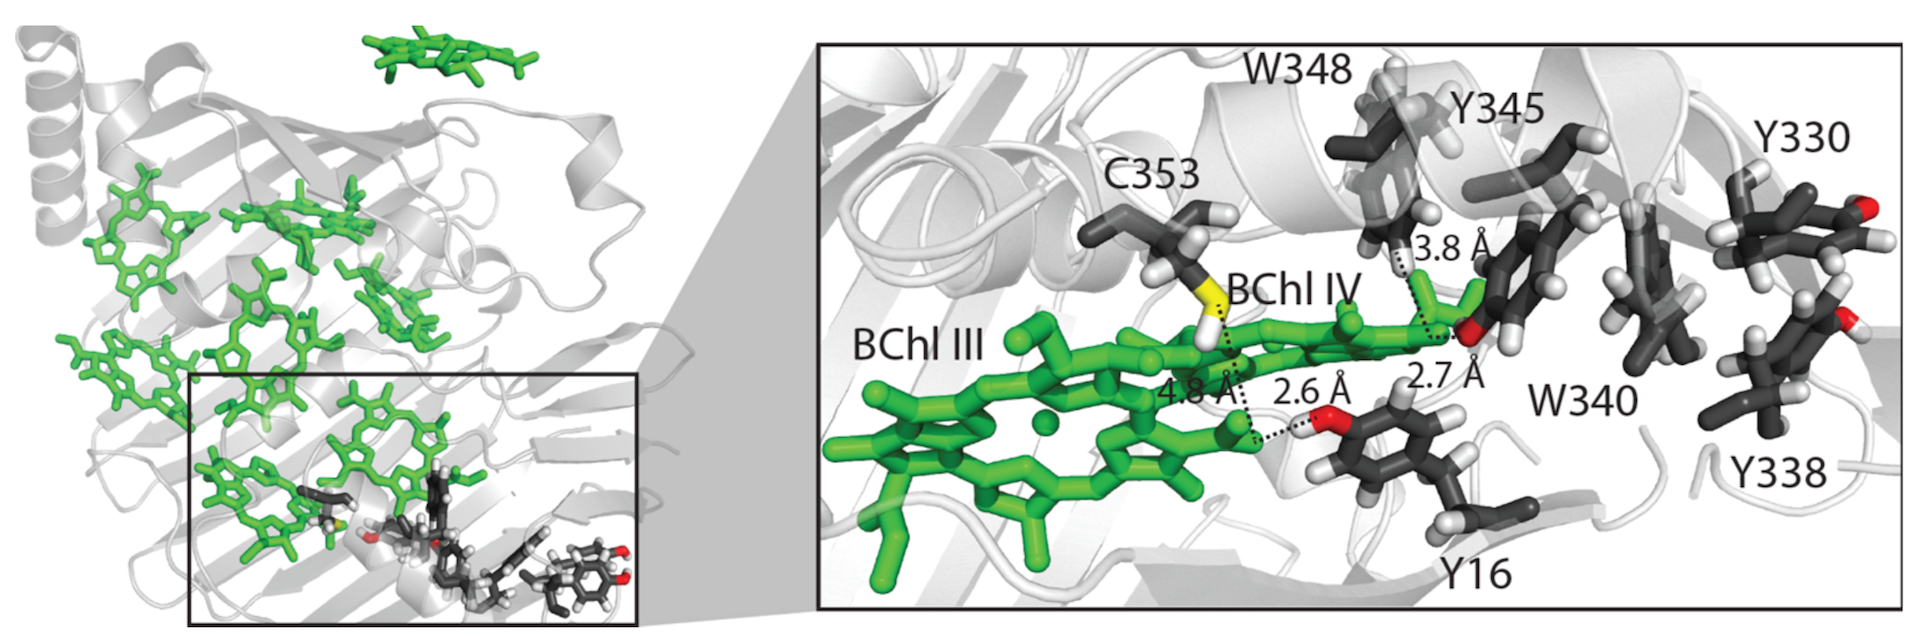 W348
Y345
Y330
C353
3.8 Å
BChl IV
BChl III
4.8 Å
2.6 Å
2.7 Å
W340
Y338
Y16